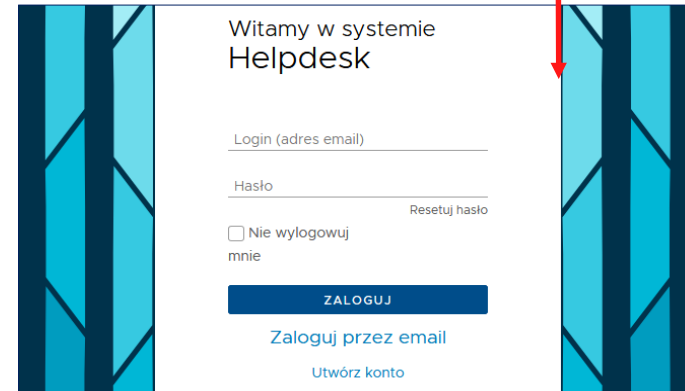 Witamy w systemie
Helpdesk
Login (adres email)
Hasło
Resetuj hasło
Nie wylogowuj
mnie
ZALOGUJ
Zaloguj przez email
Utwórz konto